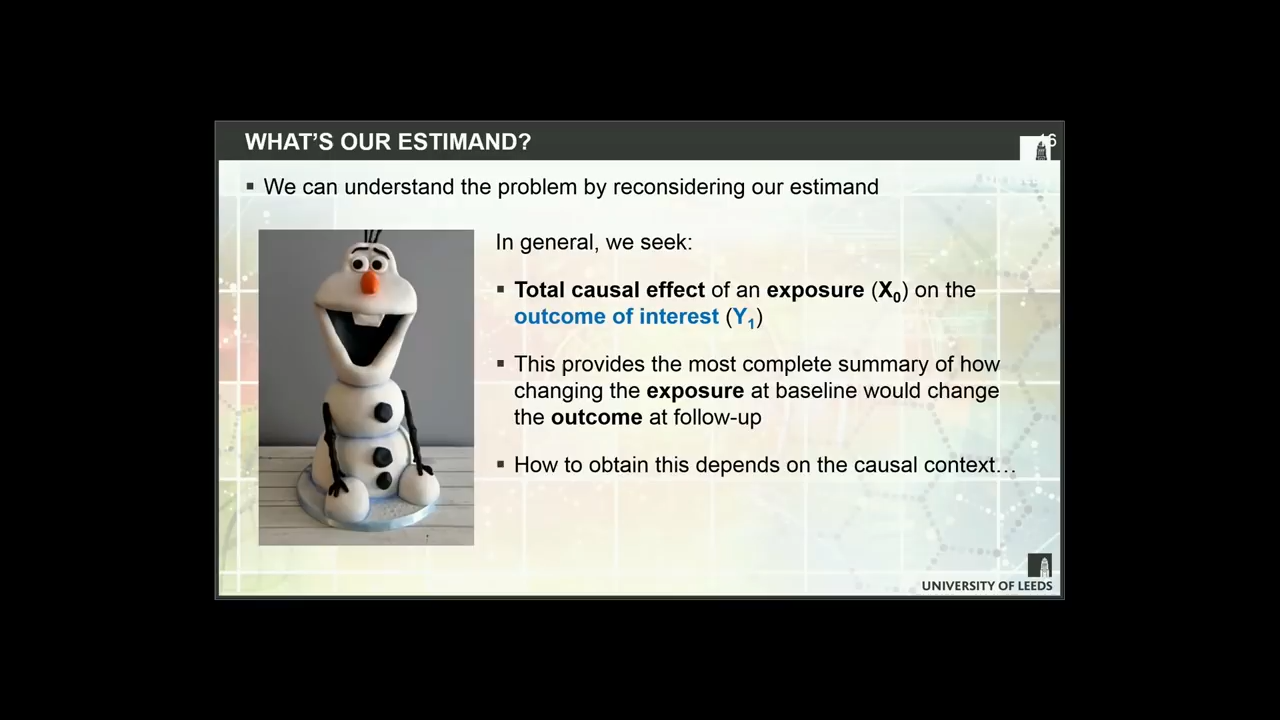 WHAT'S OUR ESTIMAND?
16
▪ We can understand the problem by reconsidering our estimand
In general, we seek:
▪ Total causal effect of an exposure (X₀) on the
outcome of interest (Y₁)
▪ This provides the most complete summary of how
changing the exposure at baseline would change
the outcome at follow-up
▪ How to obtain this depends on the causal context…
UNIVERSITY OF LEEDS